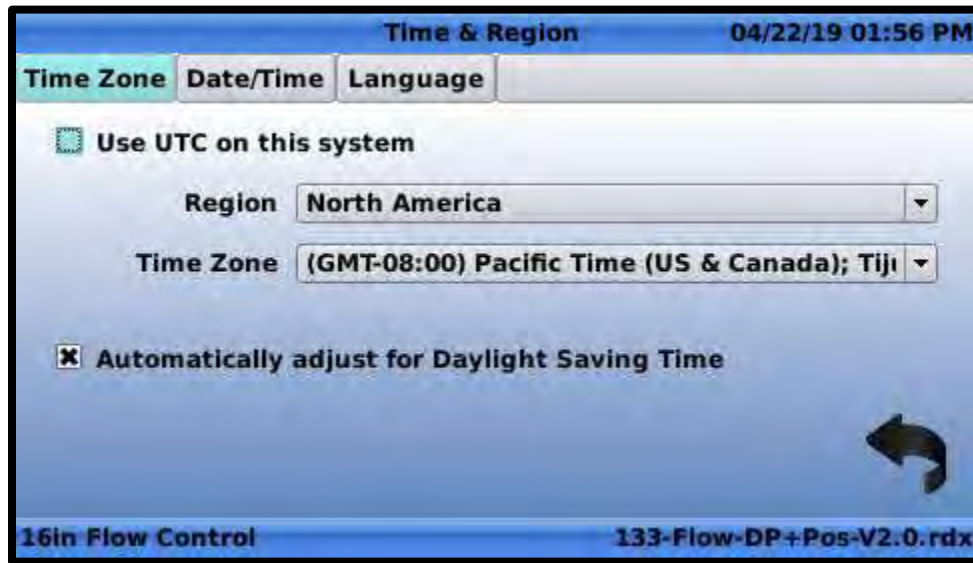 Time & Region 04/22/19 01:56 PM
Time Zone Date/Time Language
Use UTC on this system
Region North America
Time Zone (GMT-08:00) Pacific Time (US & Canada); Tiju
Automatically adjust for Daylight Saving Time
16in Flow Control 133-Flow-DP+Pos-V2.0.rdx